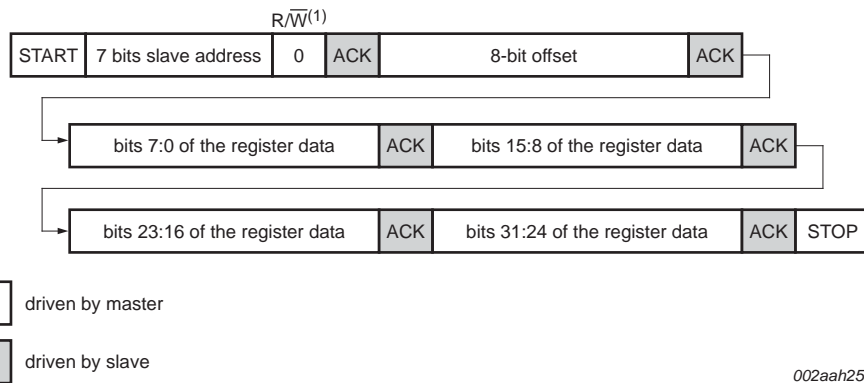 R/W̅(1)
START 7 bits slave address 0 ACK 8-bit offset ACK
bits 7:0 of the register data ACK bits 15:8 of the register data ACK
bits 23:16 of the register data ACK bits 31:24 of the register data ACK STOP
driven by master
driven by slave
002aah25